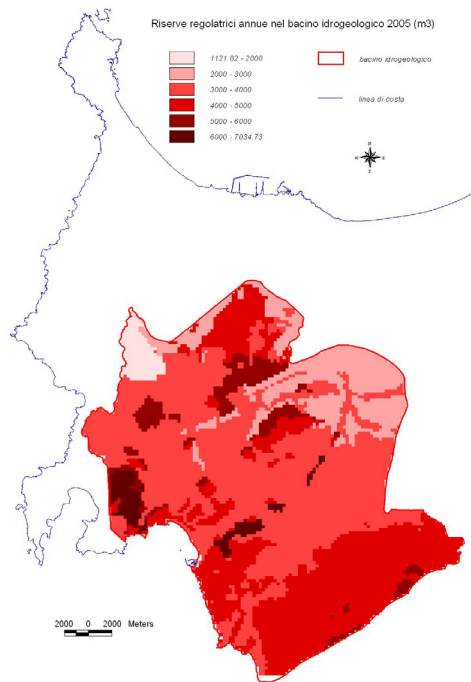 Riserve regolatrici annue nel bacino idrogeologico 2005 (m3)
1121.82 - 2000
2000 - 3000
3000 - 4000
4000 - 5000
5000 - 6000
6000 - 7034.73
bacino idrogeologico
linea di costa
N
W E
S
2000 0 2000 Meters